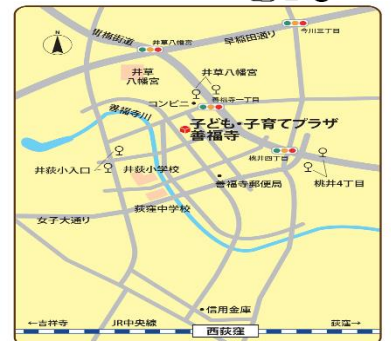 今川三丁目
青梅街道
井草八幡宮
早稲田通り
井草八幡宮
井草八幡宮
コンビニ
善福寺一丁目
善福寺川
子ども・子育てプラザ
善福寺
桃井四丁目
井荻小入口
井荻小学校
善福寺郵便局
桃井4丁目
荻窪中学校
女子大通り
信用金庫
←吉祥寺
JR中央線
西荻窪
荻窪→